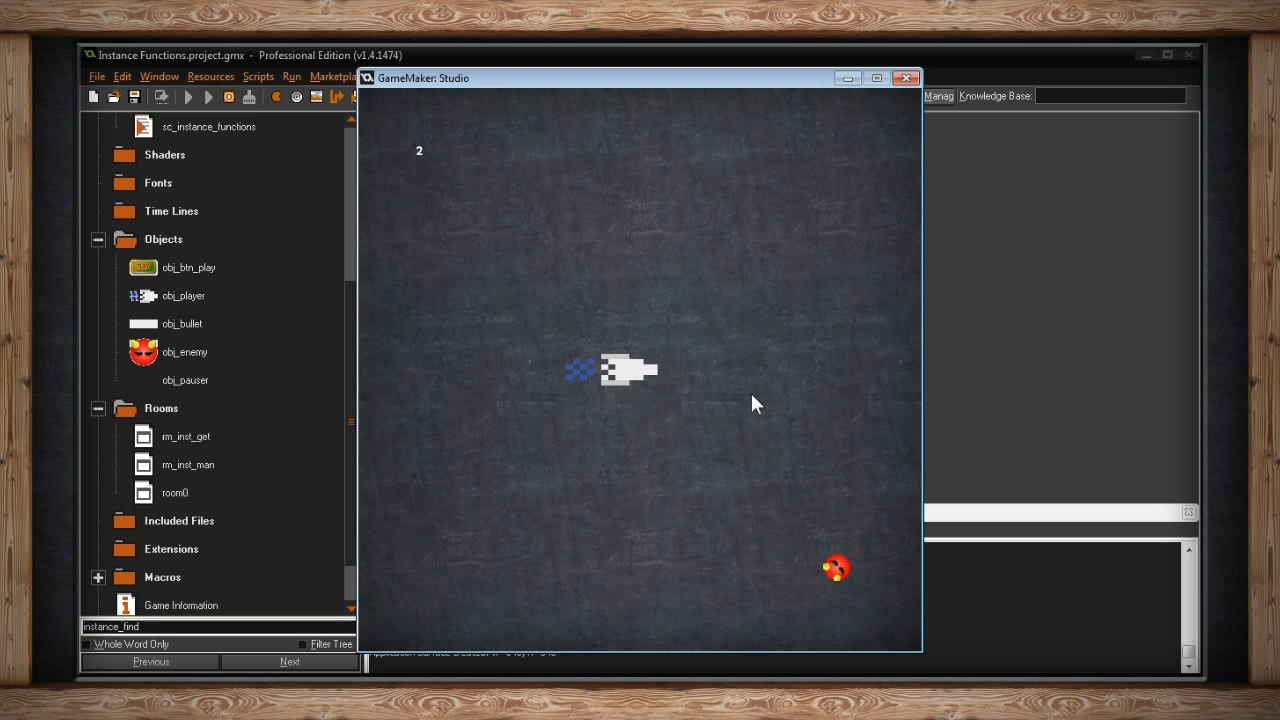 Instance Functions.project.gmx - Professional Edition (v1.4.1474)
File Edit Window Resources Scripts Run Marketpla
GameMaker: Studio
Manag Knowledge Base:
sc_instance_functions
Shaders
Fonts
Time Lines
Objects
obj_btn_play
obj_player
obj_bullet
obj_enemy
obj_pauser
Rooms
rm_inst_get
rm_inst_man
room0
Included Files
Extensions
Macros
Game Information
instance_find
Whole Word Only Filter Tree
Previous Next
2